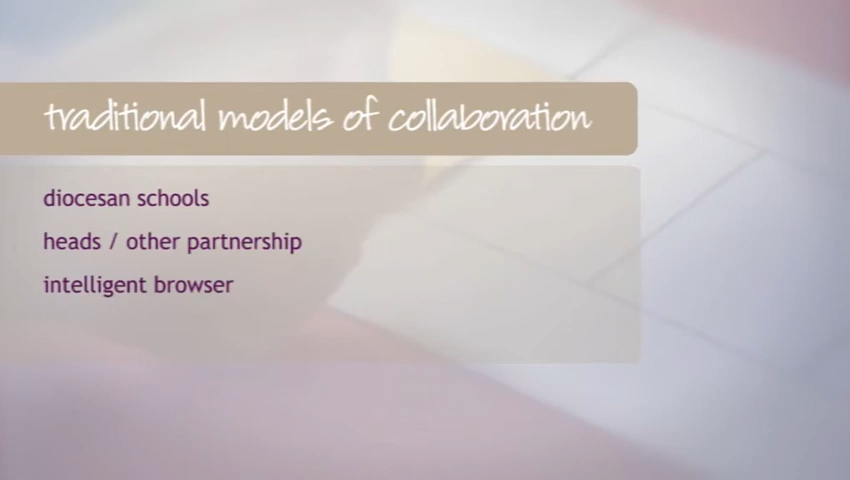 traditional models of collaboration
diocesan schools
heads / other partnership
intelligent browser